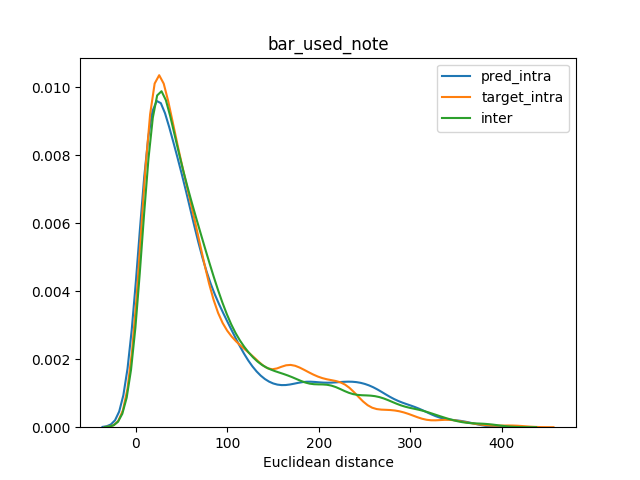 bar_used_note
pred_intra
target_intra
inter
0.010
0.008
0.006
0.004
0.002
0.000
0 100 200 300 400
Euclidean distance